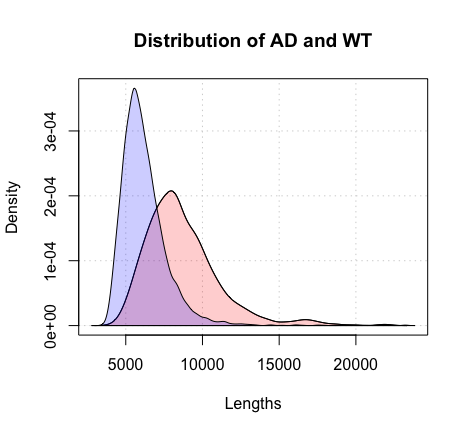 Distribution of AD and WT
Density
3e-04
2e-04
1e-04
0e+00
5000 10000 15000 20000
Lengths